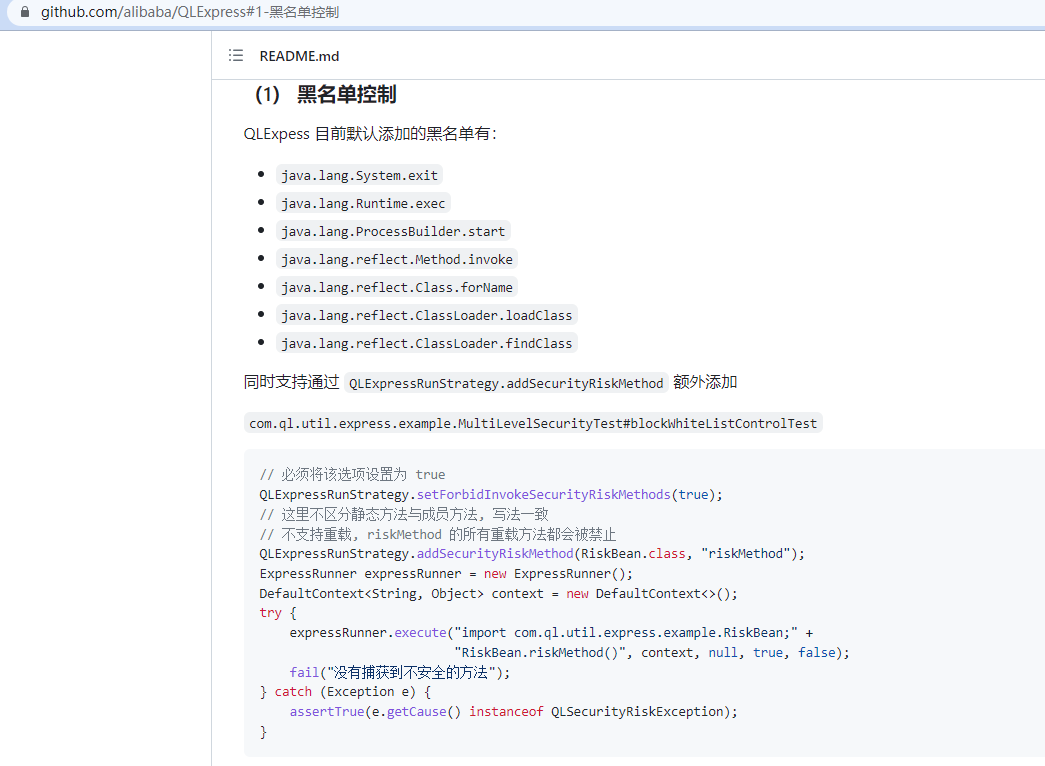 github.com/alibaba/QLExpress#1-黑名单控制
README.md
（1） 黑名单控制
QLExpess 目前默认添加的黑名单有：
java.lang.System.exit
java.lang.Runtime.exec
java.lang.ProcessBuilder.start
java.lang.reflect.Method.invoke
java.lang.reflect.Class.forName
java.lang.reflect.ClassLoader.loadClass
java.lang.reflect.ClassLoader.findClass
同时支持通过 QLExpressRunStrategy.addSecurityRiskMethod 额外添加
com.ql.util.express.example.MultiLevelSecurityTest#blockWhiteListControlTest
// 必须将该选项设置为 true
QLExpressRunStrategy.setForbidInvokeSecurityRiskMethods(true);
// 这里不区分静态方法与成员方法, 写法一致
// 不支持重载, riskMethod 的所有重载方法都会被禁止
QLExpressRunStrategy.addSecurityRiskMethod(RiskBean.class, "riskMethod");
ExpressRunner expressRunner = new ExpressRunner();
DefaultContext<String, Object> context = new DefaultContext<>();
try {
    expressRunner.execute("import com.ql.util.express.example.RiskBean;" +
                          "RiskBean.riskMethod()", context, null, true, false);
    fail("没有捕获到不安全的方法");
} catch (Exception e) {
    assertTrue(e.getCause() instanceof QLSecurityRiskException);
}